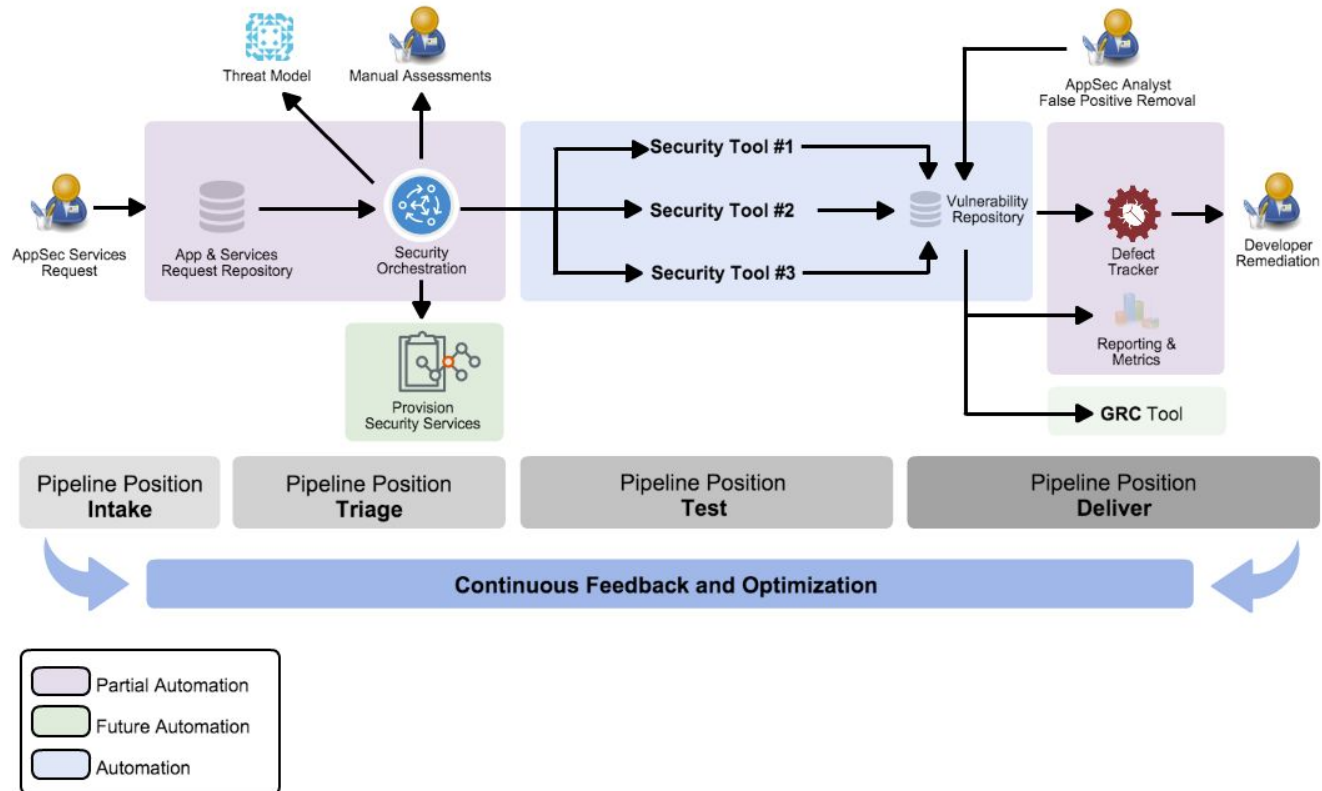 Threat Model
Manual Assessments
AppSec Analyst
False Positive Removal
AppSec Services
Request
App & Services
Request Repository
Security
Orchestration
Security Tool #1
Security Tool #2
Security Tool #3
Vulnerability
Repository
Defect
Tracker
Developer
Remediation
Reporting &
Metrics
Provision
Security Services
GRC Tool
Pipeline Position
Intake
Pipeline Position
Triage
Pipeline Position
Test
Pipeline Position
Deliver
Continuous Feedback and Optimization
Partial Automation
Future Automation
Automation